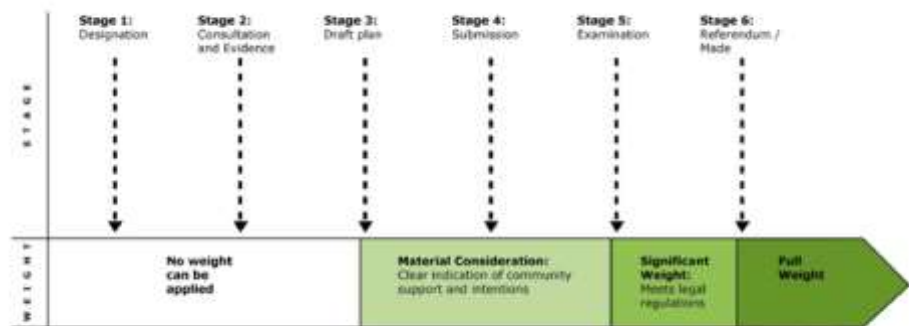 Stage 1:
Designation
Stage 2:
Consultation
and Evidence
Stage 3:
Draft plan
Stage 4:
Submission
Stage 5:
Examination
Stage 6:
Referendum /
Made
STAGE
WEIGHT
No weight
can be
applied
Material Consideration:
Clear indication of community
support and intentions
Significant
Weight:
Meets legal
regulations
Full
Weight